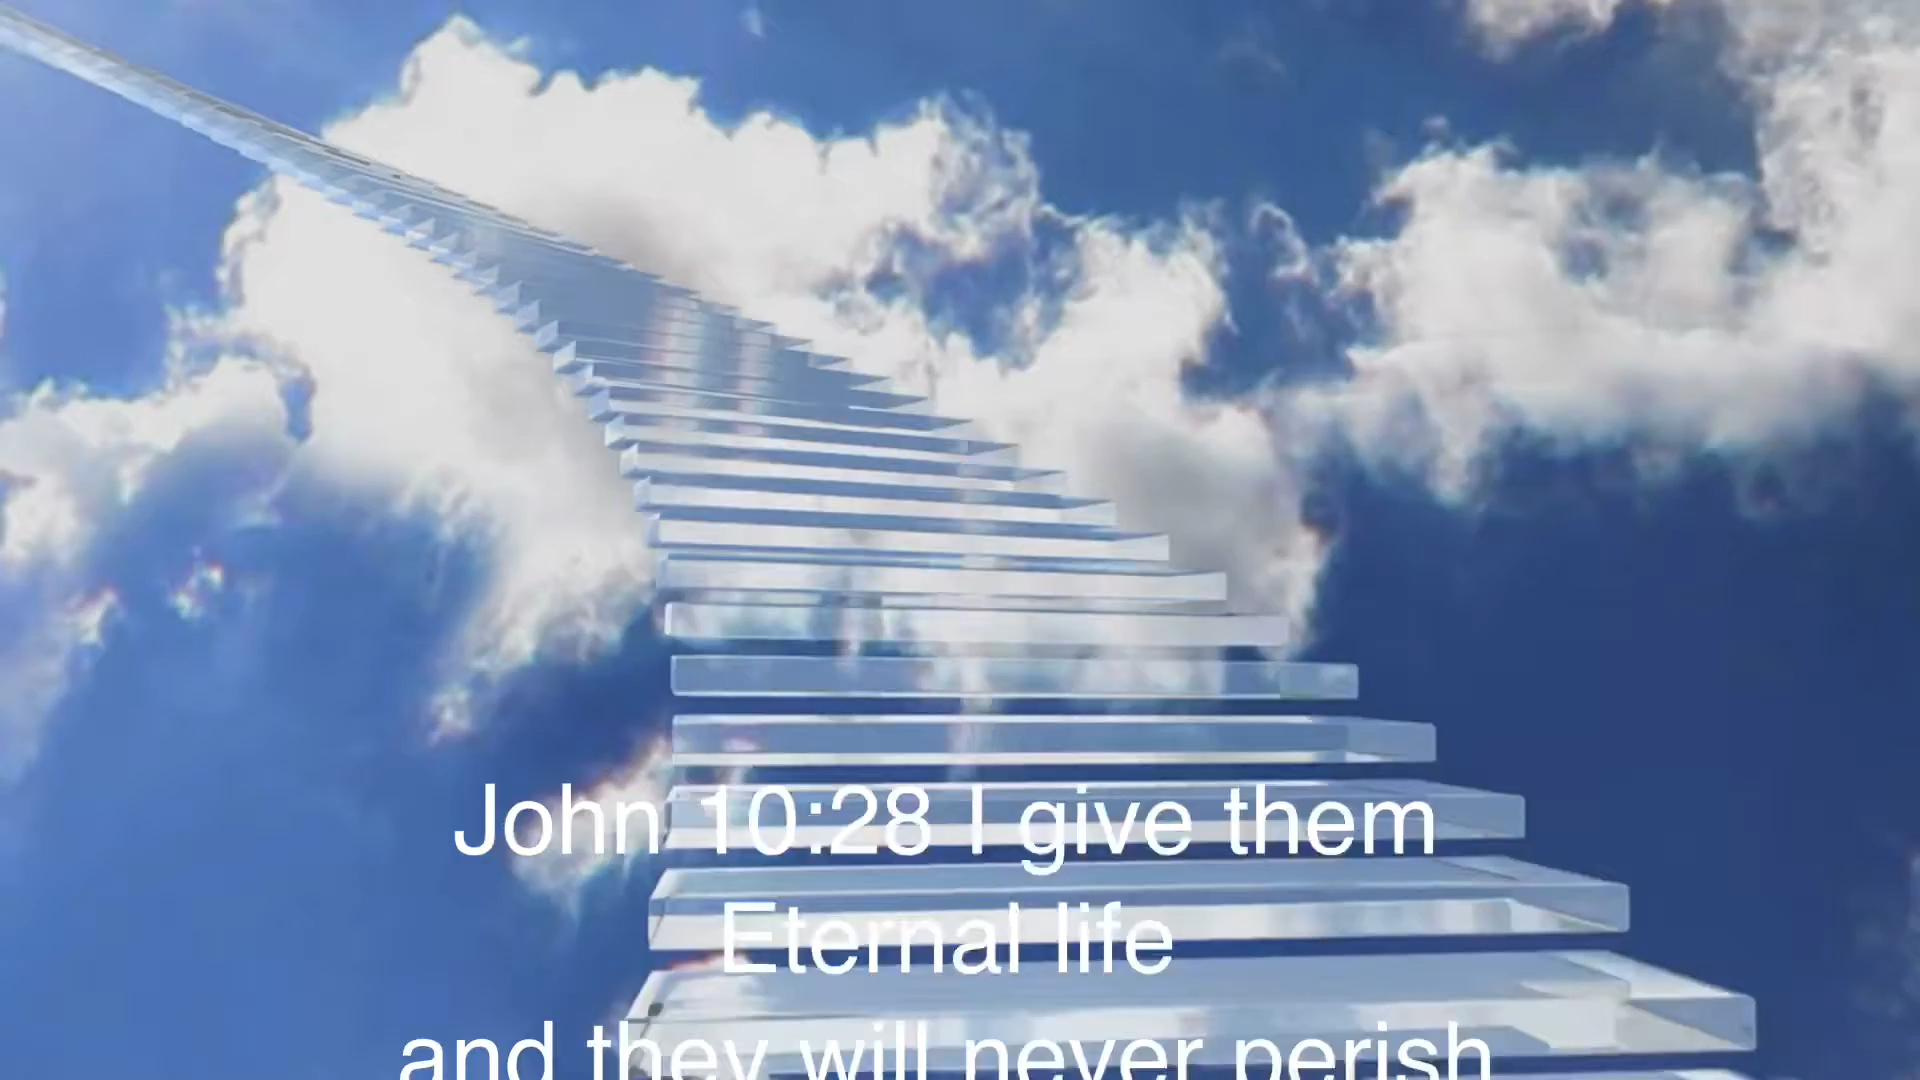 John 10:28 I give them
Eternal life
and they will never perish